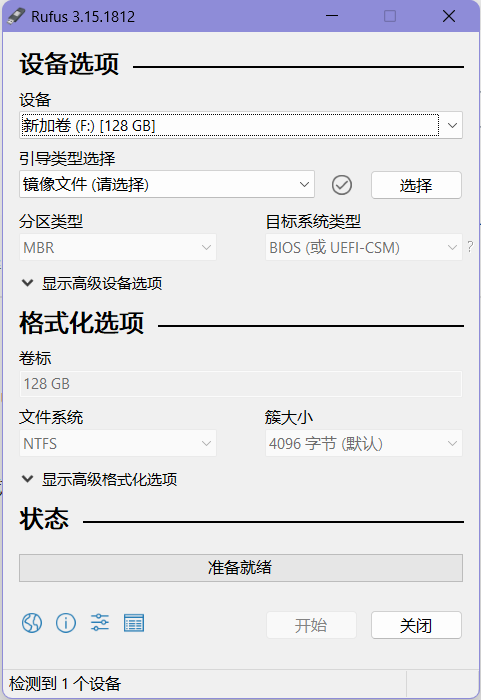 Rufus 3.15.1812
设备选项
设备
新加卷 (F:) [128 GB]
引导类型选择
镜像文件 (请选择)
选择
分区类型
目标系统类型
MBR
BIOS (或 UEFI-CSM)
?
显示高级设备选项
格式化选项
卷标
128 GB
文件系统
簇大小
NTFS
4096 字节 (默认)
显示高级格式化选项
状态
准备就绪
开始
关闭
检测到 1 个设备